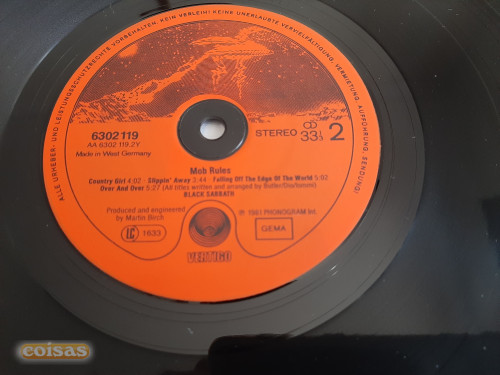 ALLE URHEBER- UND LEISTUNGSSCHUTZRECHTE VORBEHALTEN. KEIN VERLEIH! KEINE UNERLAUBTE VERVIELFÄLTIGUNG, VERMIETUNG, AUFFÜHRUNG, SENDUNG!
6302119
AA 6302 119 2Y
Made in West Germany
STEREO 33⅓ 2
Mob Rules
Country Girl 4:02 · Slippin' Away 3:44 · Falling Off The Edge Of The World 5:02
Over And Over 5:27 (All titles written and arranged by Butler/Dio/Iommi)
BLACK SABBATH
Produced and engineered
by Martin Birch
℗ 1981 PHONOGRAM Int.
LC 1633
GEMA
VERTIGO
coisas